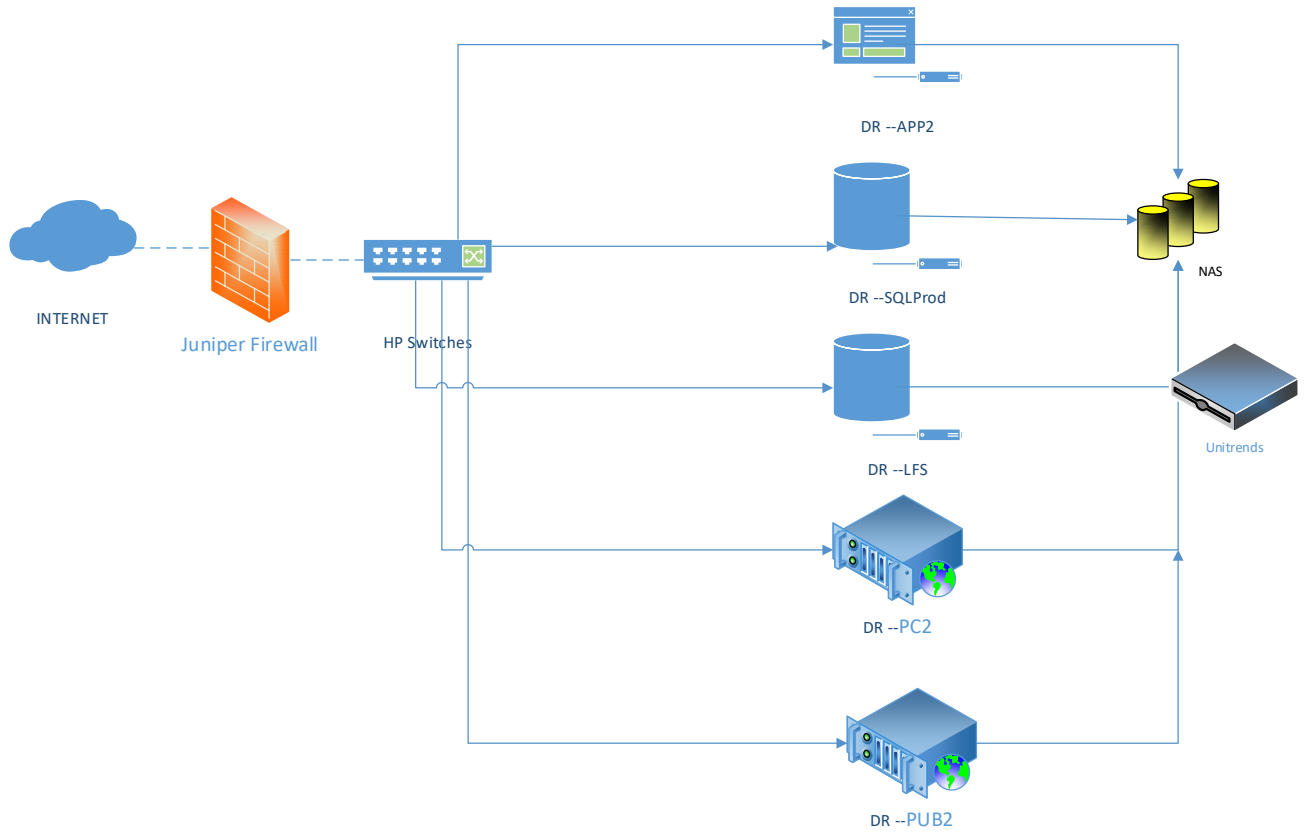 DR --APP2
NAS
DR --SQLProd
INTERNET
Juniper Firewall
HP Switches
Unitrends
DR --LFS
DR --PC2
DR --PUB2